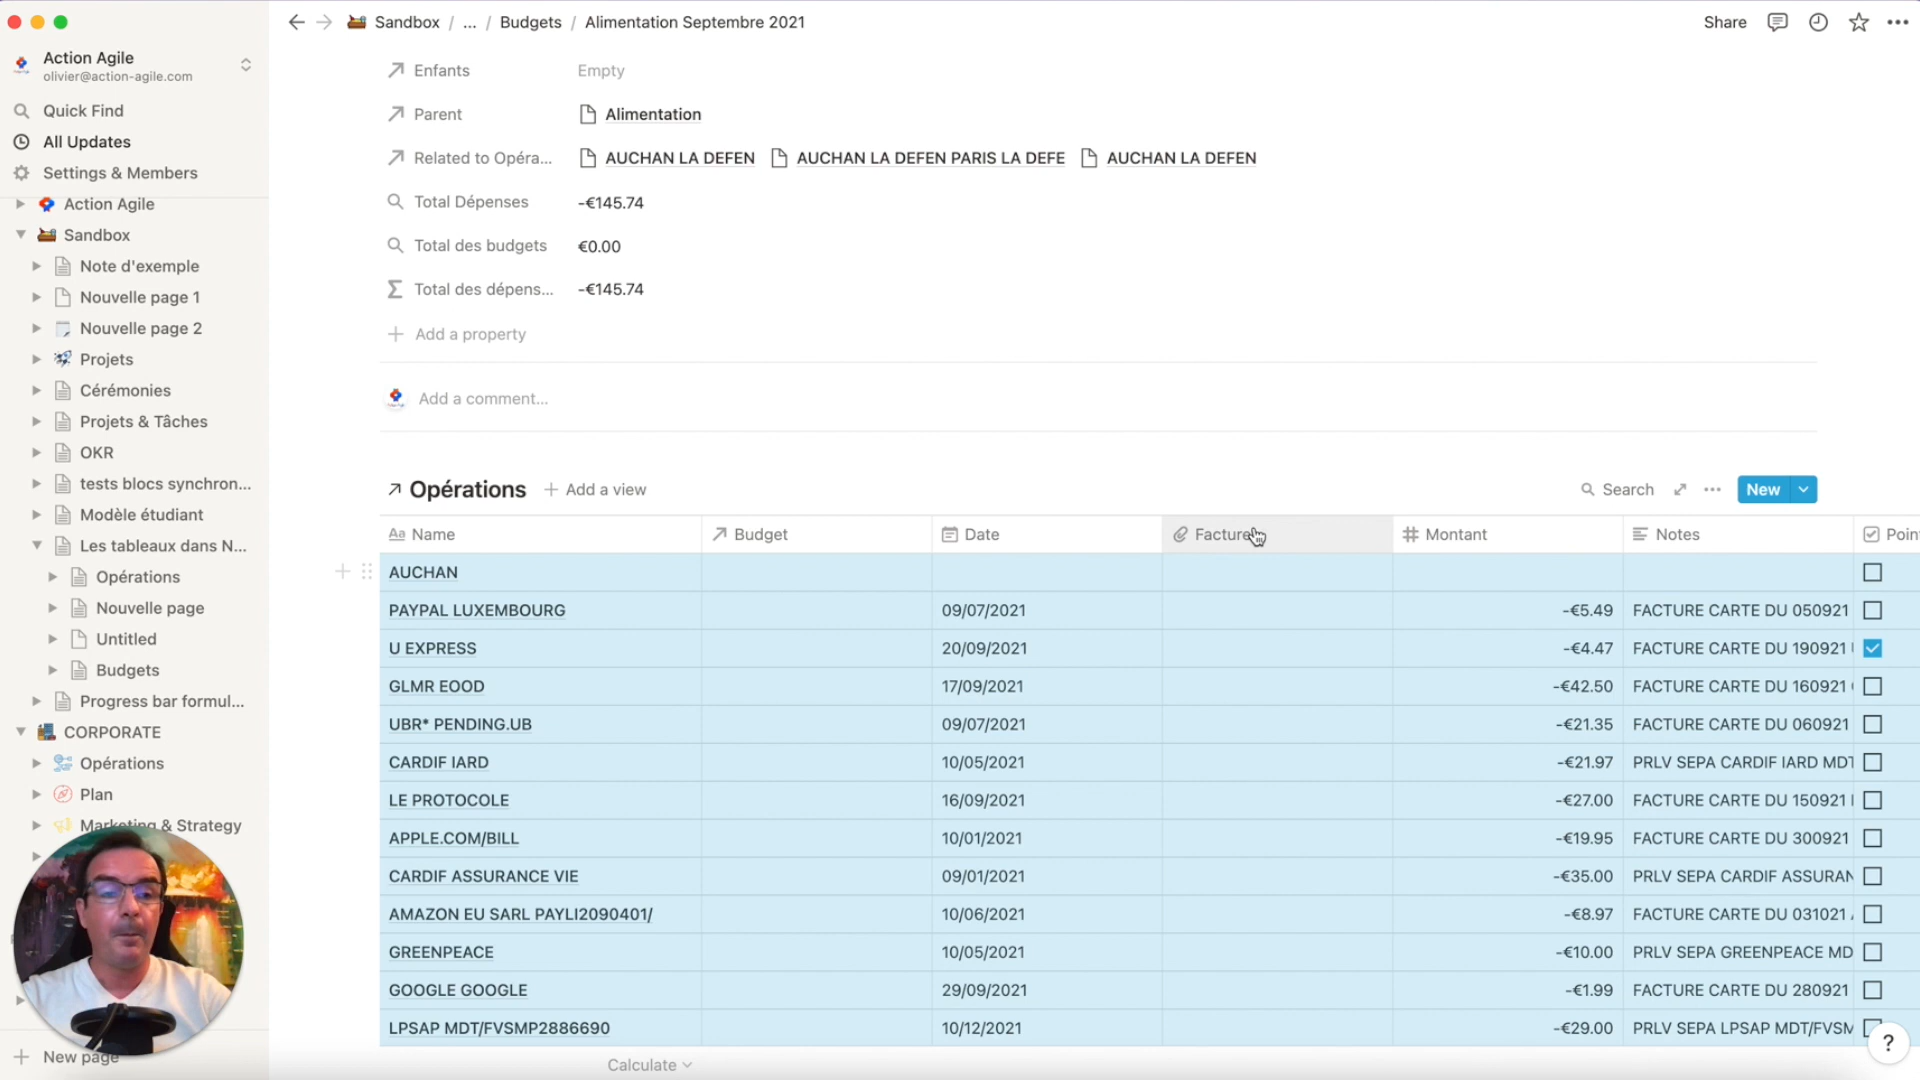 Sandbox / ... / Budgets / Alimentation Septembre 2021
Share
Action Agile
olivier@action-agile.com
Quick Find
All Updates
Settings & Members
Action Agile
Sandbox
Note d'exemple
Nouvelle page 1
Nouvelle page 2
Projets
Cérémonies
Projets & Tâches
OKR
tests blocs synchron...
Modèle étudiant
Les tableaux dans N...
Opérations
Nouvelle page
Untitled
Budgets
Progress bar formul...
CORPORATE
Opérations
Plan
Marketing & Strategy
New page
Enfants Empty
Parent Alimentation
Related to Opéra... AUCHAN LA DEFEN AUCHAN LA DEFEN PARIS LA DEFE AUCHAN LA DEFEN
Total Dépenses -€145.74
Total des budgets €0.00
Total des dépens... -€145.74
Add a property
Add a comment...
Opérations Add a view Search New
Aa Name Budget Date Facture Montant Notes Poin
AUCHAN
PAYPAL LUXEMBOURG 09/07/2021 -€5.49 FACTURE CARTE DU 050921
U EXPRESS 20/09/2021 -€4.47 FACTURE CARTE DU 190921
GLMR EOOD 17/09/2021 -€42.50 FACTURE CARTE DU 160921
UBR* PENDING.UB 09/07/2021 -€21.35 FACTURE CARTE DU 060921
CARDIF IARD 10/05/2021 -€21.97 PRLV SEPA CARDIF IARD MDT
LE PROTOCOLE 16/09/2021 -€27.00 FACTURE CARTE DU 150921
APPLE.COM/BILL 10/01/2021 -€19.95 FACTURE CARTE DU 300921
CARDIF ASSURANCE VIE 09/01/2021 -€35.00 PRLV SEPA CARDIF ASSURAN
AMAZON EU SARL PAYLI2090401/ 10/06/2021 -€8.97 FACTURE CARTE DU 031021
GREENPEACE 10/05/2021 -€10.00 PRLV SEPA GREENPEACE MD
GOOGLE GOOGLE 29/09/2021 -€1.99 FACTURE CARTE DU 280921
LPSAP MDT/FVSMP2886690 10/12/2021 -€29.00 PRLV SEPA LPSAP MDT/FVSM
Calculate
?